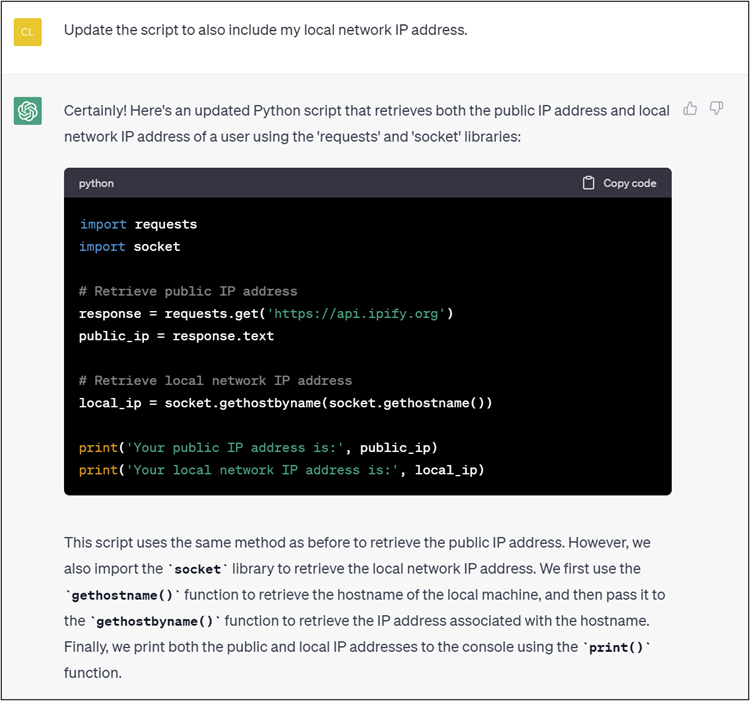 CL
Update the script to also include my local network IP address.
Certainly! Here's an updated Python script that retrieves both the public IP address and local
network IP address of a user using the 'requests' and 'socket' libraries:
python
Copy code
import requests
import socket
# Retrieve public IP address
response = requests.get('https://api.ipify.org')
public_ip = response.text
# Retrieve local network IP address
local_ip = socket.gethostbyname(socket.gethostname())
print('Your public IP address is:', public_ip)
print('Your local network IP address is:', local_ip)
This script uses the same method as before to retrieve the public IP address. However, we
also import the `socket` library to retrieve the local network IP address. We first use the
`gethostname()` function to retrieve the hostname of the local machine, and then pass it to
the `gethostbyname()` function to retrieve the IP address associated with the hostname.
Finally, we print both the public and local IP addresses to the console using the `print()`
function.